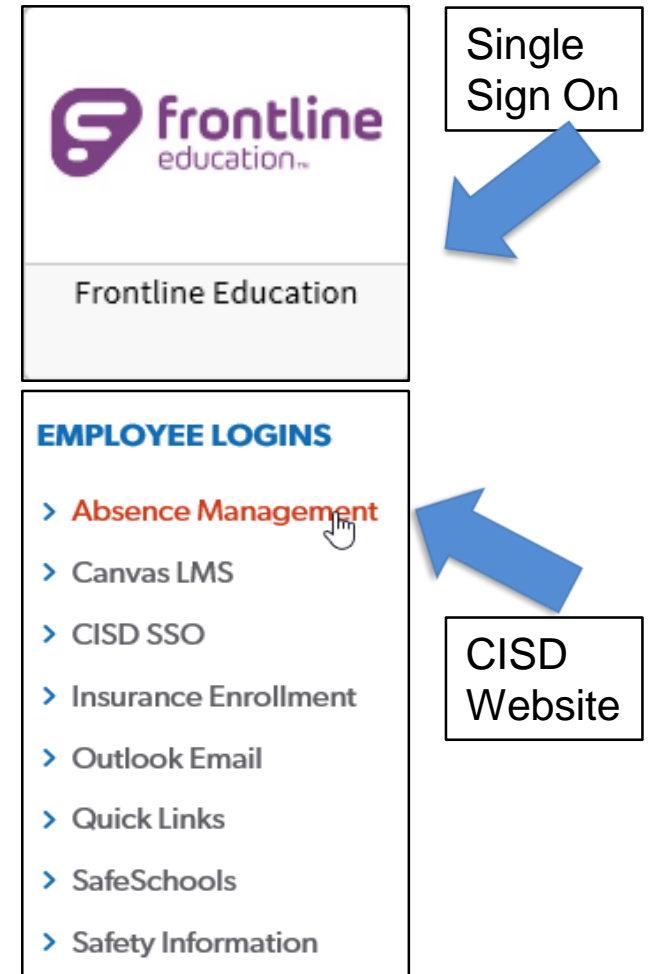 frontline
education™
Frontline Education
Single
Sign On
EMPLOYEE LOGINS
> Absence Management
> Canvas LMS
> CISD SSO
> Insurance Enrollment
> Outlook Email
> Quick Links
> SafeSchools
> Safety Information
CISD
Website